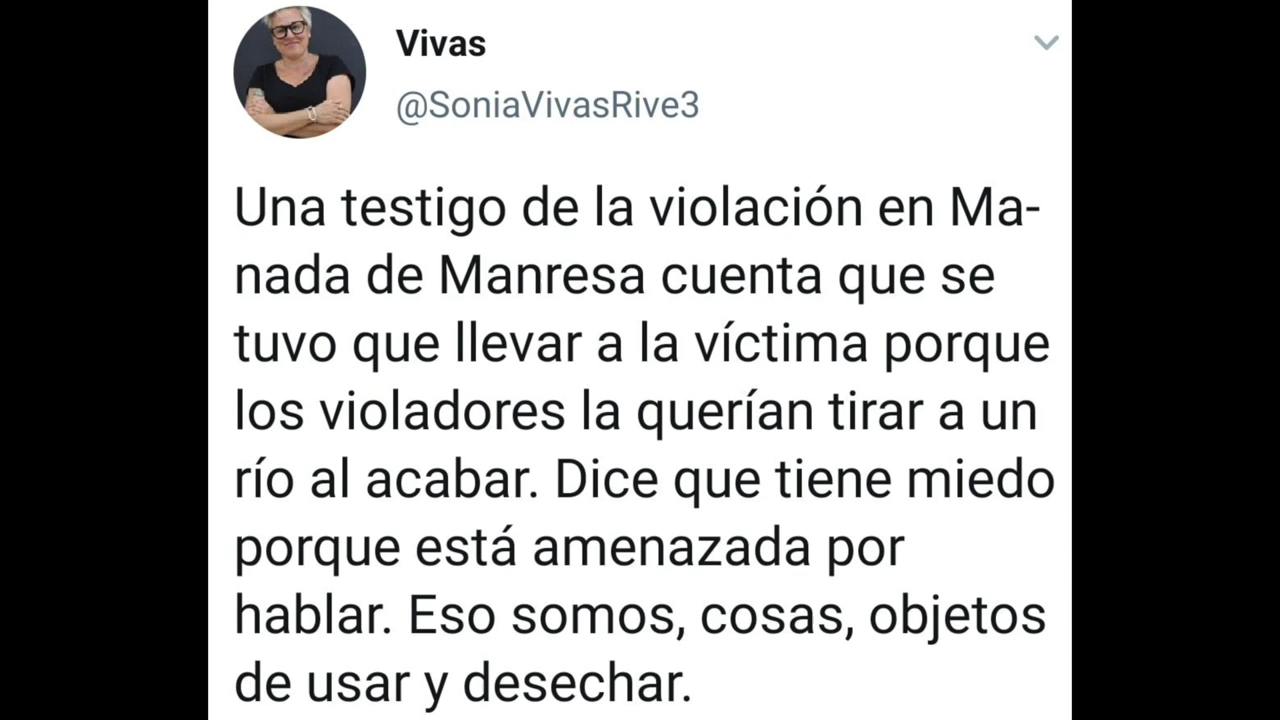 Vivas
@SoniaVivasRive3
Una testigo de la violación en Ma-
nada de Manresa cuenta que se
tuvo que llevar a la víctima porque
los violadores la querían tirar a un
río al acabar. Dice que tiene miedo
porque está amenazada por
hablar. Eso somos, cosas, objetos
de usar y desechar.